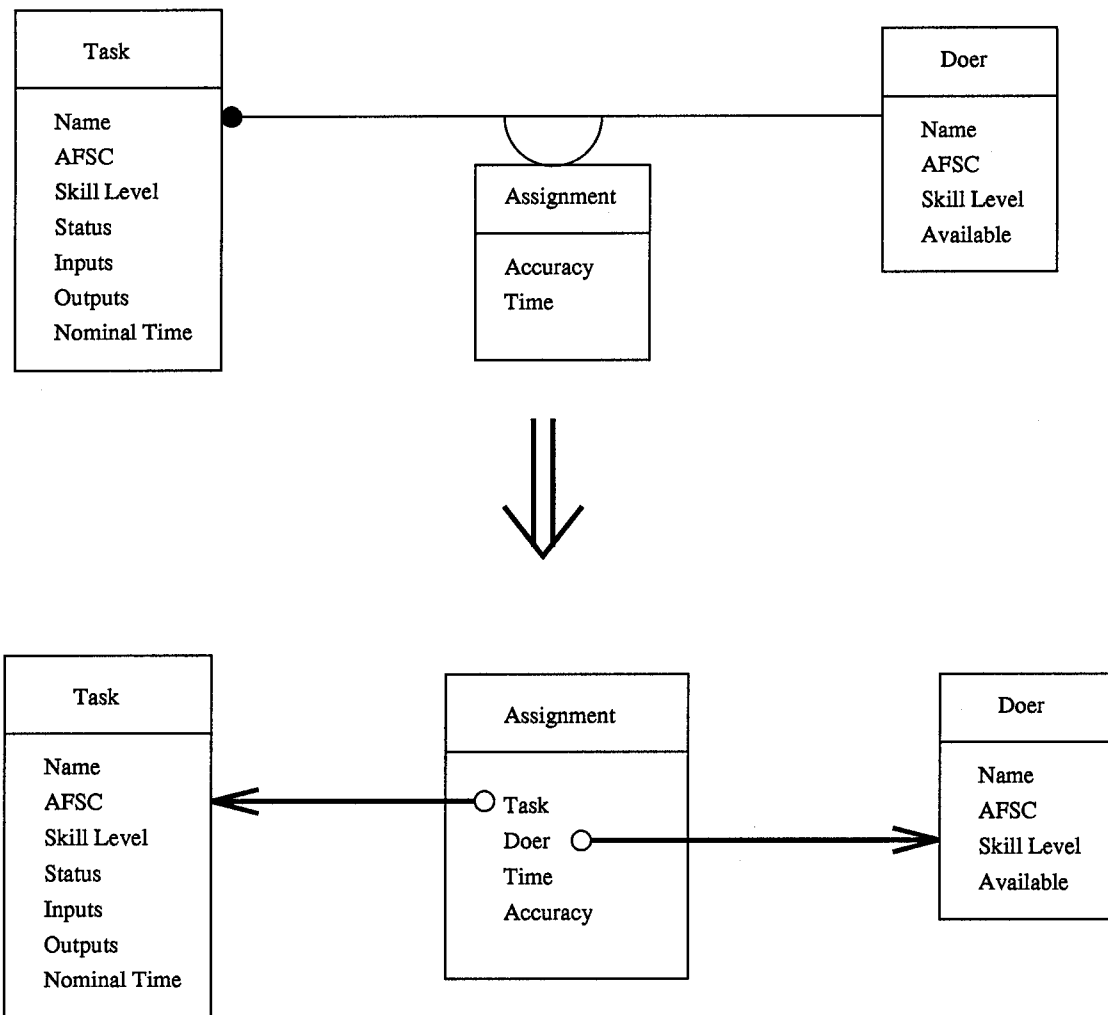 Task
Name
AFSC
Skill Level
Status
Inputs
Outputs
Nominal Time
Assignment
Accuracy
Time
Doer
Name
AFSC
Skill Level
Available
Task
Name
AFSC
Skill Level
Status
Inputs
Outputs
Nominal Time
Assignment
Task
Doer
Time
Accuracy
Doer
Name
AFSC
Skill Level
Available